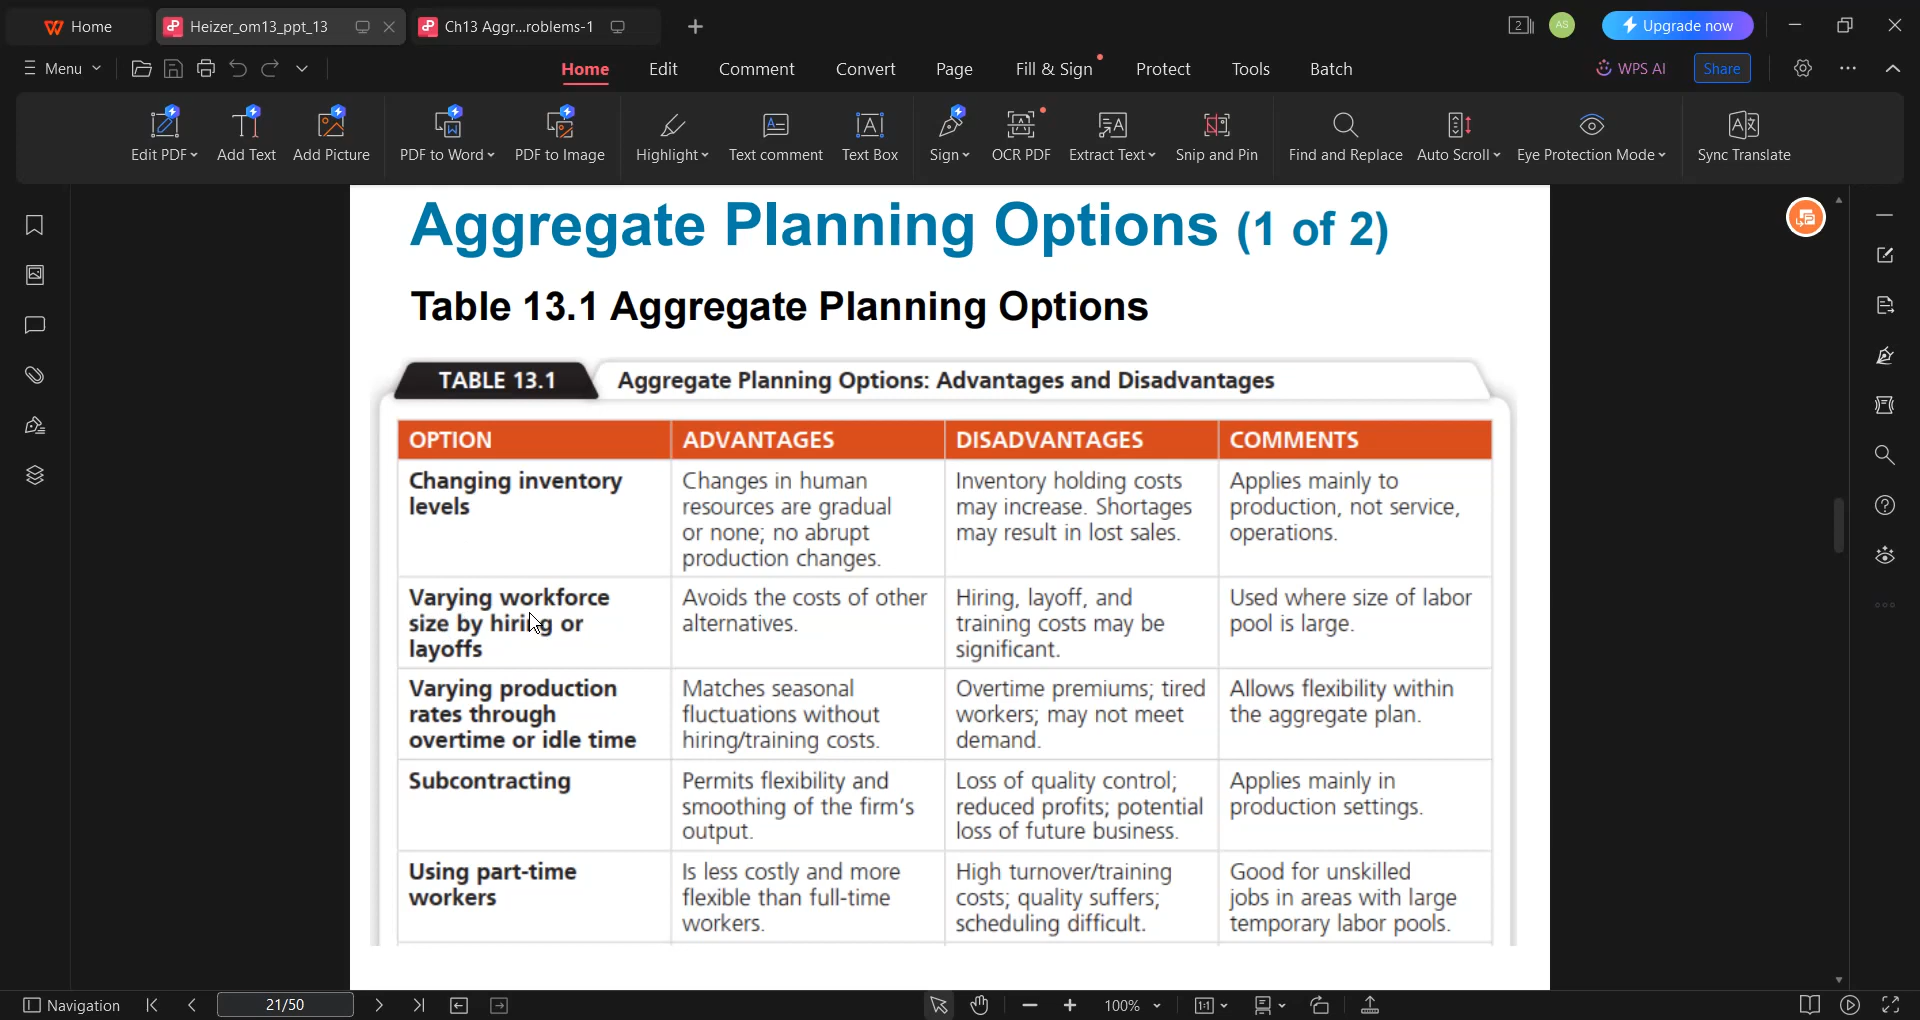 Home
Heizer_om13_ppt_13
Ch13 Aggr...roblems-1
2
AS
Upgrade now
Menu
Home Edit Comment Convert Page Fill & Sign Protect Tools Batch
WPS AI
Share
Edit PDF Add Text Add Picture PDF to Word PDF to Image Highlight Text comment Text Box Sign OCR PDF Extract Text Snip and Pin Find and Replace Auto Scroll Eye Protection Mode Sync Translate
Aggregate Planning Options (1 of 2)
Table 13.1 Aggregate Planning Options
TABLE 13.1 Aggregate Planning Options: Advantages and Disadvantages
OPTION ADVANTAGES DISADVANTAGES COMMENTS
Changing inventory
levels
Changes in human
resources are gradual
or none; no abrupt
production changes.
Inventory holding costs
may increase. Shortages
may result in lost sales.
Applies mainly to
production, not service,
operations.
Varying workforce
size by hiring or
layoffs
Avoids the costs of other
alternatives.
Hiring, layoff, and
training costs may be
significant.
Used where size of labor
pool is large.
Varying production
rates through
overtime or idle time
Matches seasonal
fluctuations without
hiring/training costs.
Overtime premiums; tired
workers; may not meet
demand.
Allows flexibility within
the aggregate plan.
Subcontracting
Permits flexibility and
smoothing of the firm's
output.
Loss of quality control;
reduced profits; potential
loss of future business.
Applies mainly in
production settings.
Using part-time
workers
Is less costly and more
flexible than full-time
workers.
High turnover/training
costs; quality suffers;
scheduling difficult.
Good for unskilled
jobs in areas with large
temporary labor pools.
Navigation
21/50
100%
1:1